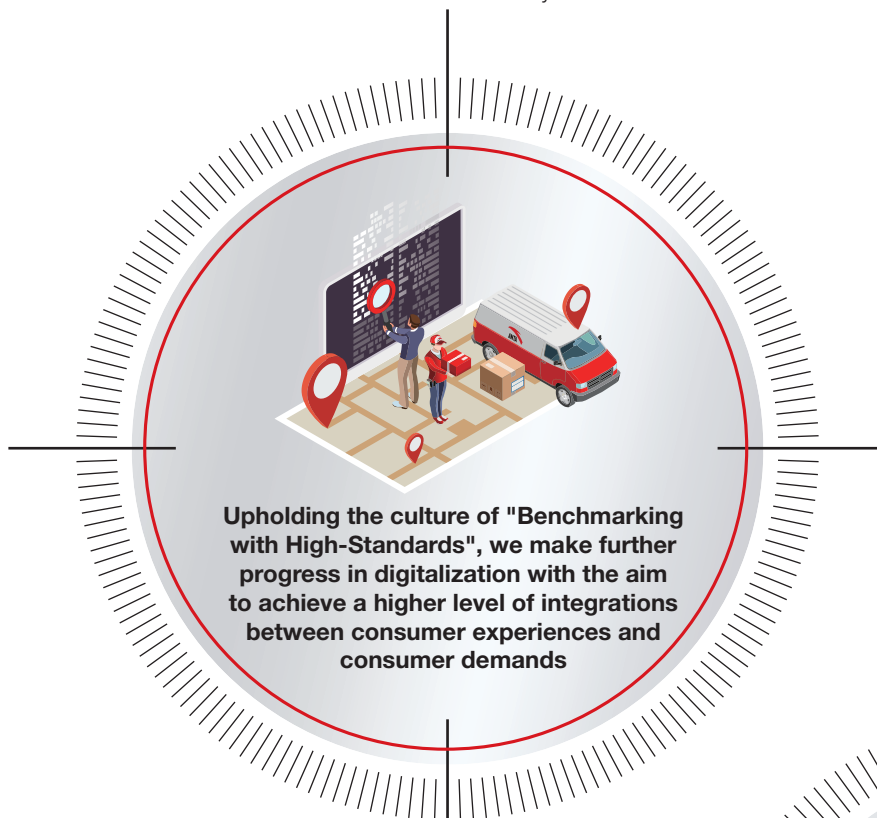 Upholding the culture of "Benchmarking
with High-Standards", we make further
progress in digitalization with the aim
to achieve a higher level of integrations
between consumer experiences and
consumer demands